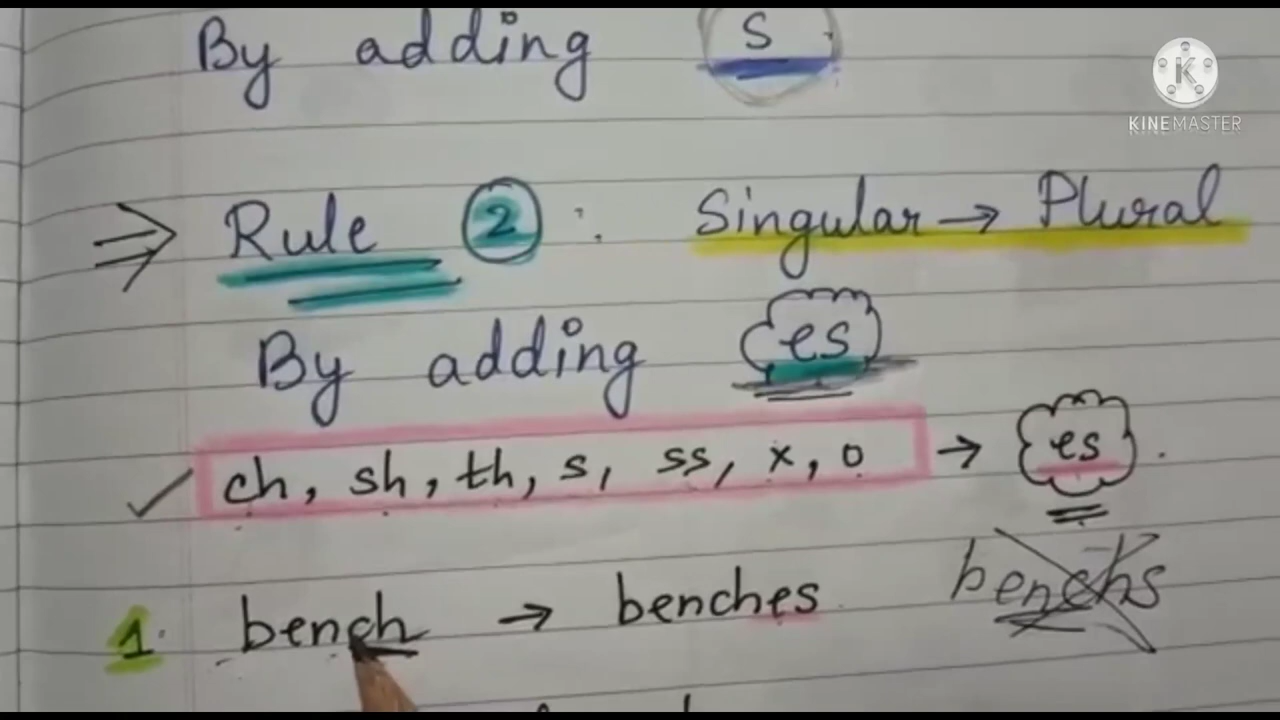 By adding s
KINEMASTER
⇒ Rule 2 : Singular → Plural
By adding es
✓ ch, sh, th, s, ss, x, o → es.
1. bench → benches benchs